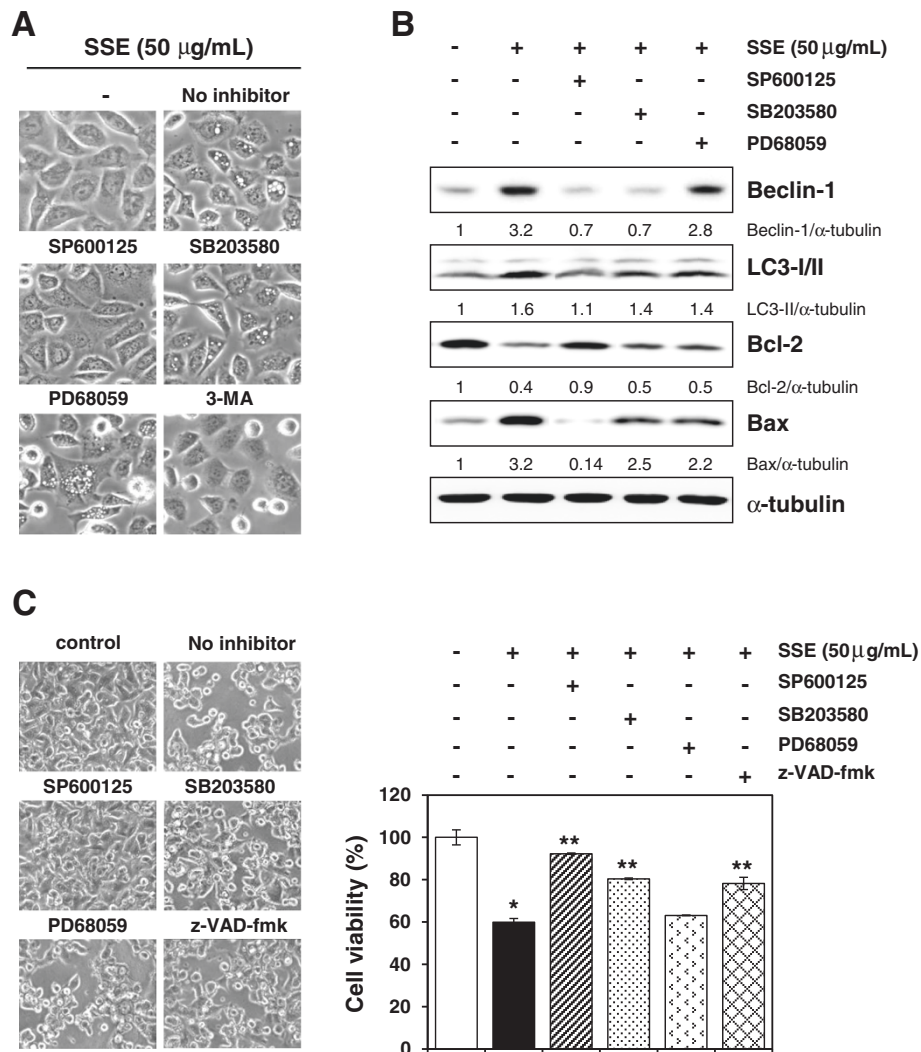 A
SSE (50 μg/mL)
- No inhibitor
SP600125 SB203580
PD68059 3-MA
B
- + + + + SSE (50 μg/mL)
- - + - - SP600125
- - - + - SB203580
- - - - + PD68059
Beclin-1
1 3.2 0.7 0.7 2.8 Beclin-1/α-tubulin
LC3-I/II
1 1.6 1.1 1.4 1.4 LC3-II/α-tubulin
Bcl-2
1 0.4 0.9 0.5 0.5 Bcl-2/α-tubulin
Bax
1 3.2 0.14 2.5 2.2 Bax/α-tubulin
α-tubulin
C
control No inhibitor
SP600125 SB203580
PD68059 z-VAD-fmk
- + + + + + SSE (50μg/mL)
- - + - - - SP600125
- - - + - - SB203580
- - - - + - PD68059
- - - - - + z-VAD-fmk
Cell viability (%)
120
100
80
60
40
20
0
* ** ** **